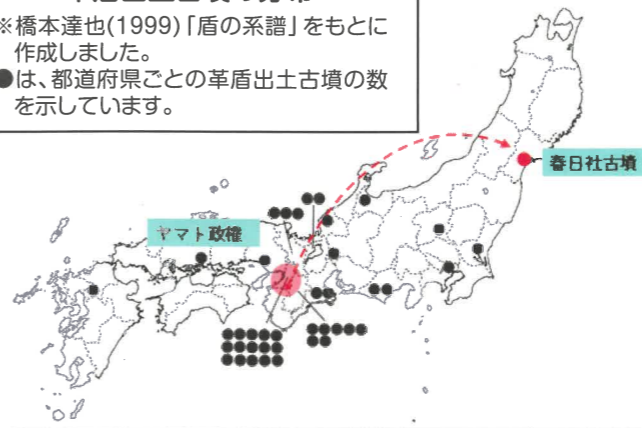 ※橋本達也(1999)「盾の系譜」をもとに
作成しました。
●は、都道府県ごとの革盾出土古墳の数
を示しています。
春日社古墳
ヤマト政権